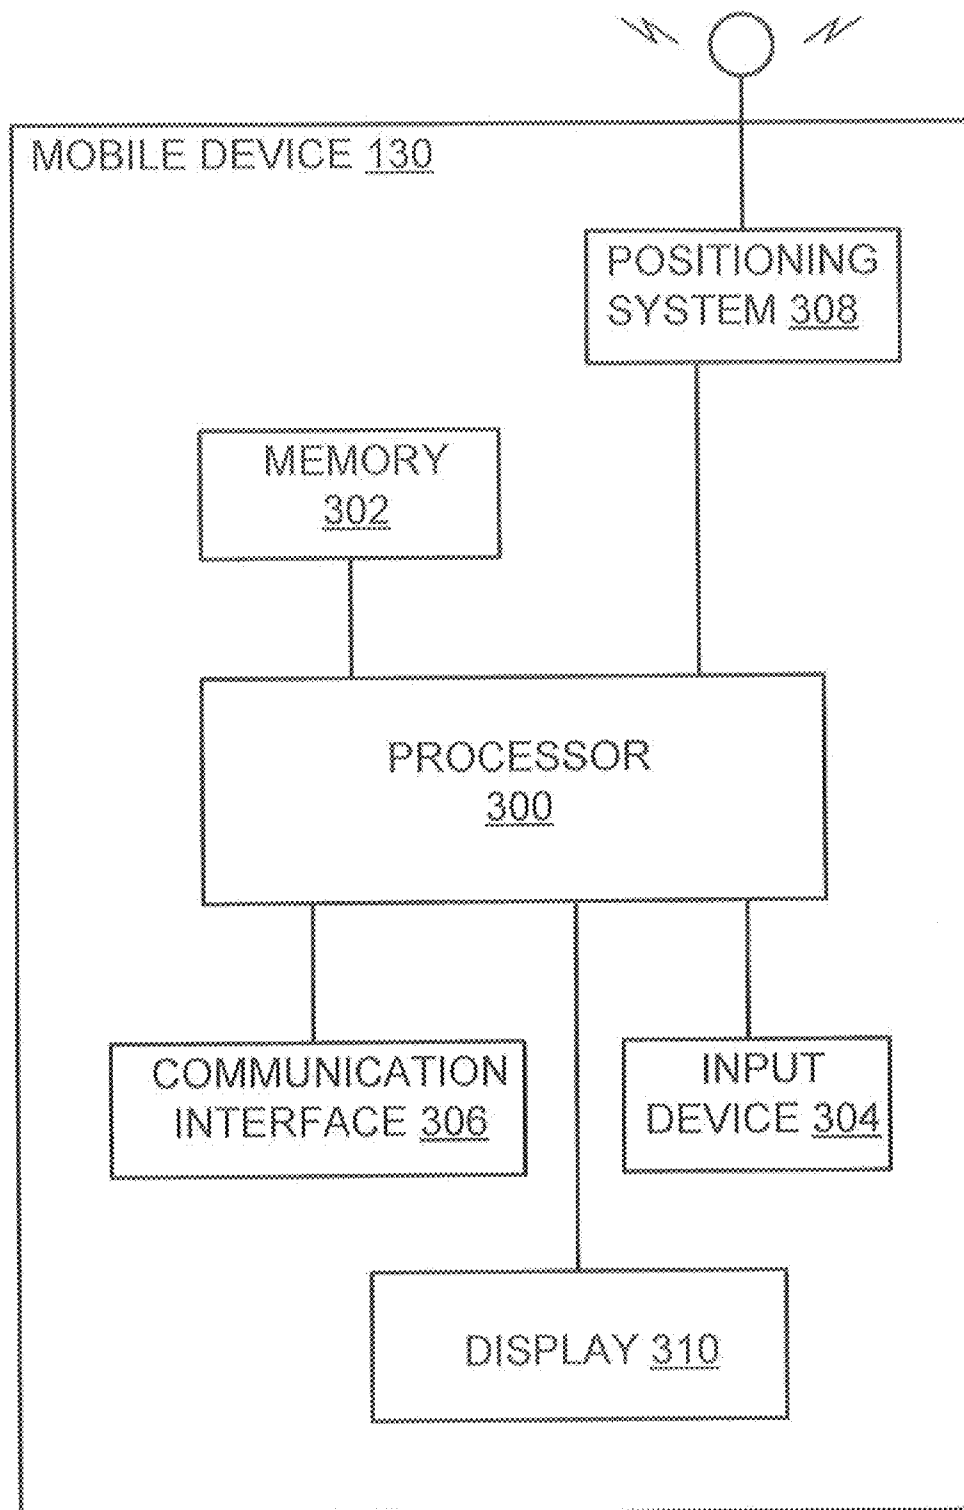 MOBILE DEVICE 130
POSITIONING
SYSTEM 308
MEMORY
302
PROCESSOR
300
COMMUNICATION
INTERFACE 306
INPUT
DEVICE 304
DISPLAY 310